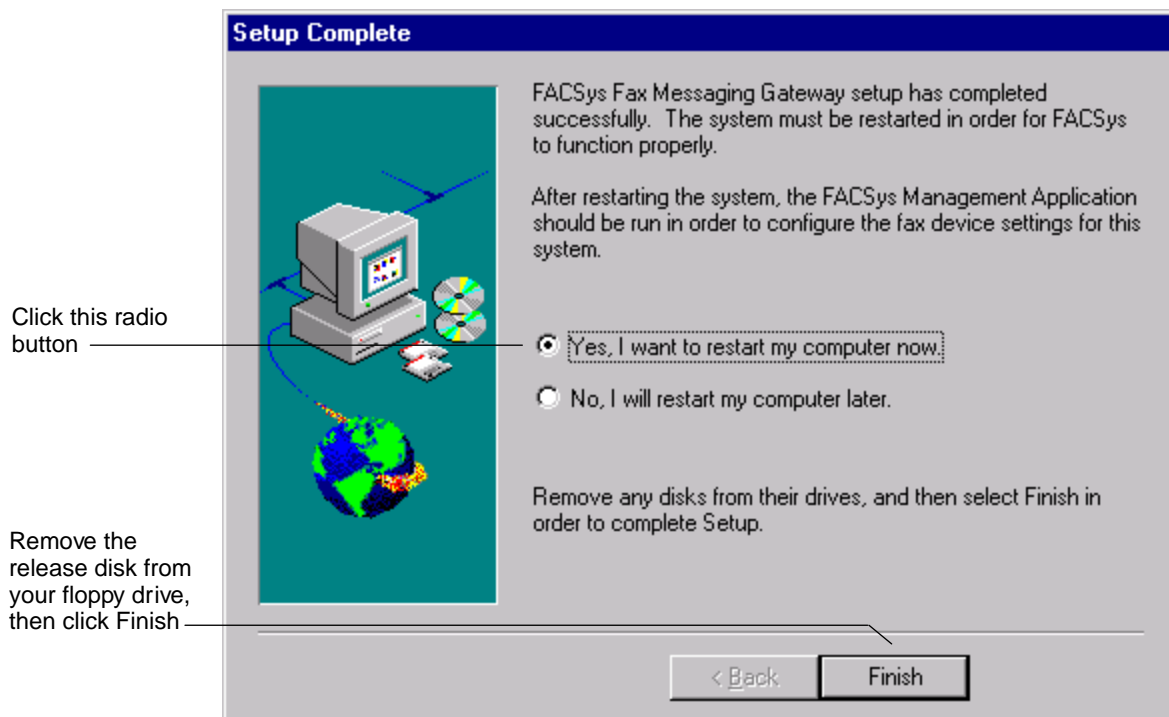 Setup Complete
FACSys Fax Messaging Gateway setup has completed
successfully. The system must be restarted in order for FACSys
to function properly.
After restarting the system, the FACSys Management Application
should be run in order to configure the fax device settings for this
system.
Click this radio
button
Yes, I want to restart my computer now.
No, I will restart my computer later.
Remove any disks from their drives, and then select Finish in
order to complete Setup.
Remove the
release disk from
your floppy drive,
then click Finish
< Back
Finish